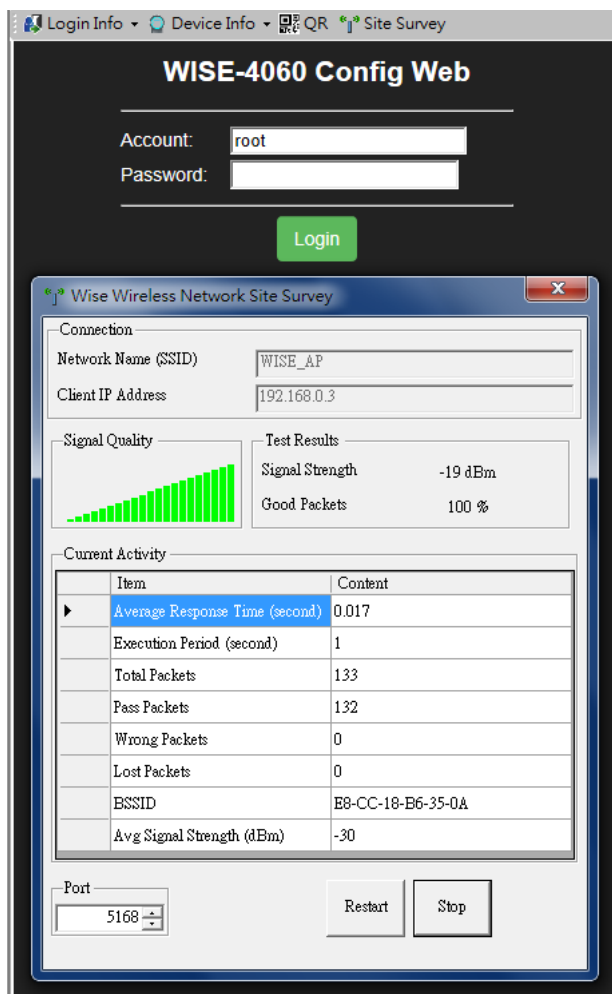 Login Info Device Info QR Site Survey
WISE-4060 Config Web
Account: root
Password:
Login
Wise Wireless Network Site Survey
Connection
Network Name (SSID) WISE_AP
Client IP Address 192.168.0.3
Signal Quality Test Results
Signal Strength -19 dBm
Good Packets 100 %
Current Activity
Item Content
Average Response Time (second) 0.017
Execution Period (second) 1
Total Packets 133
Pass Packets 132
Wrong Packets 0
Lost Packets 0
BSSID E8-CC-18-B6-35-0A
Avg Signal Strength (dBm) -30
Port
5168 Restart Stop